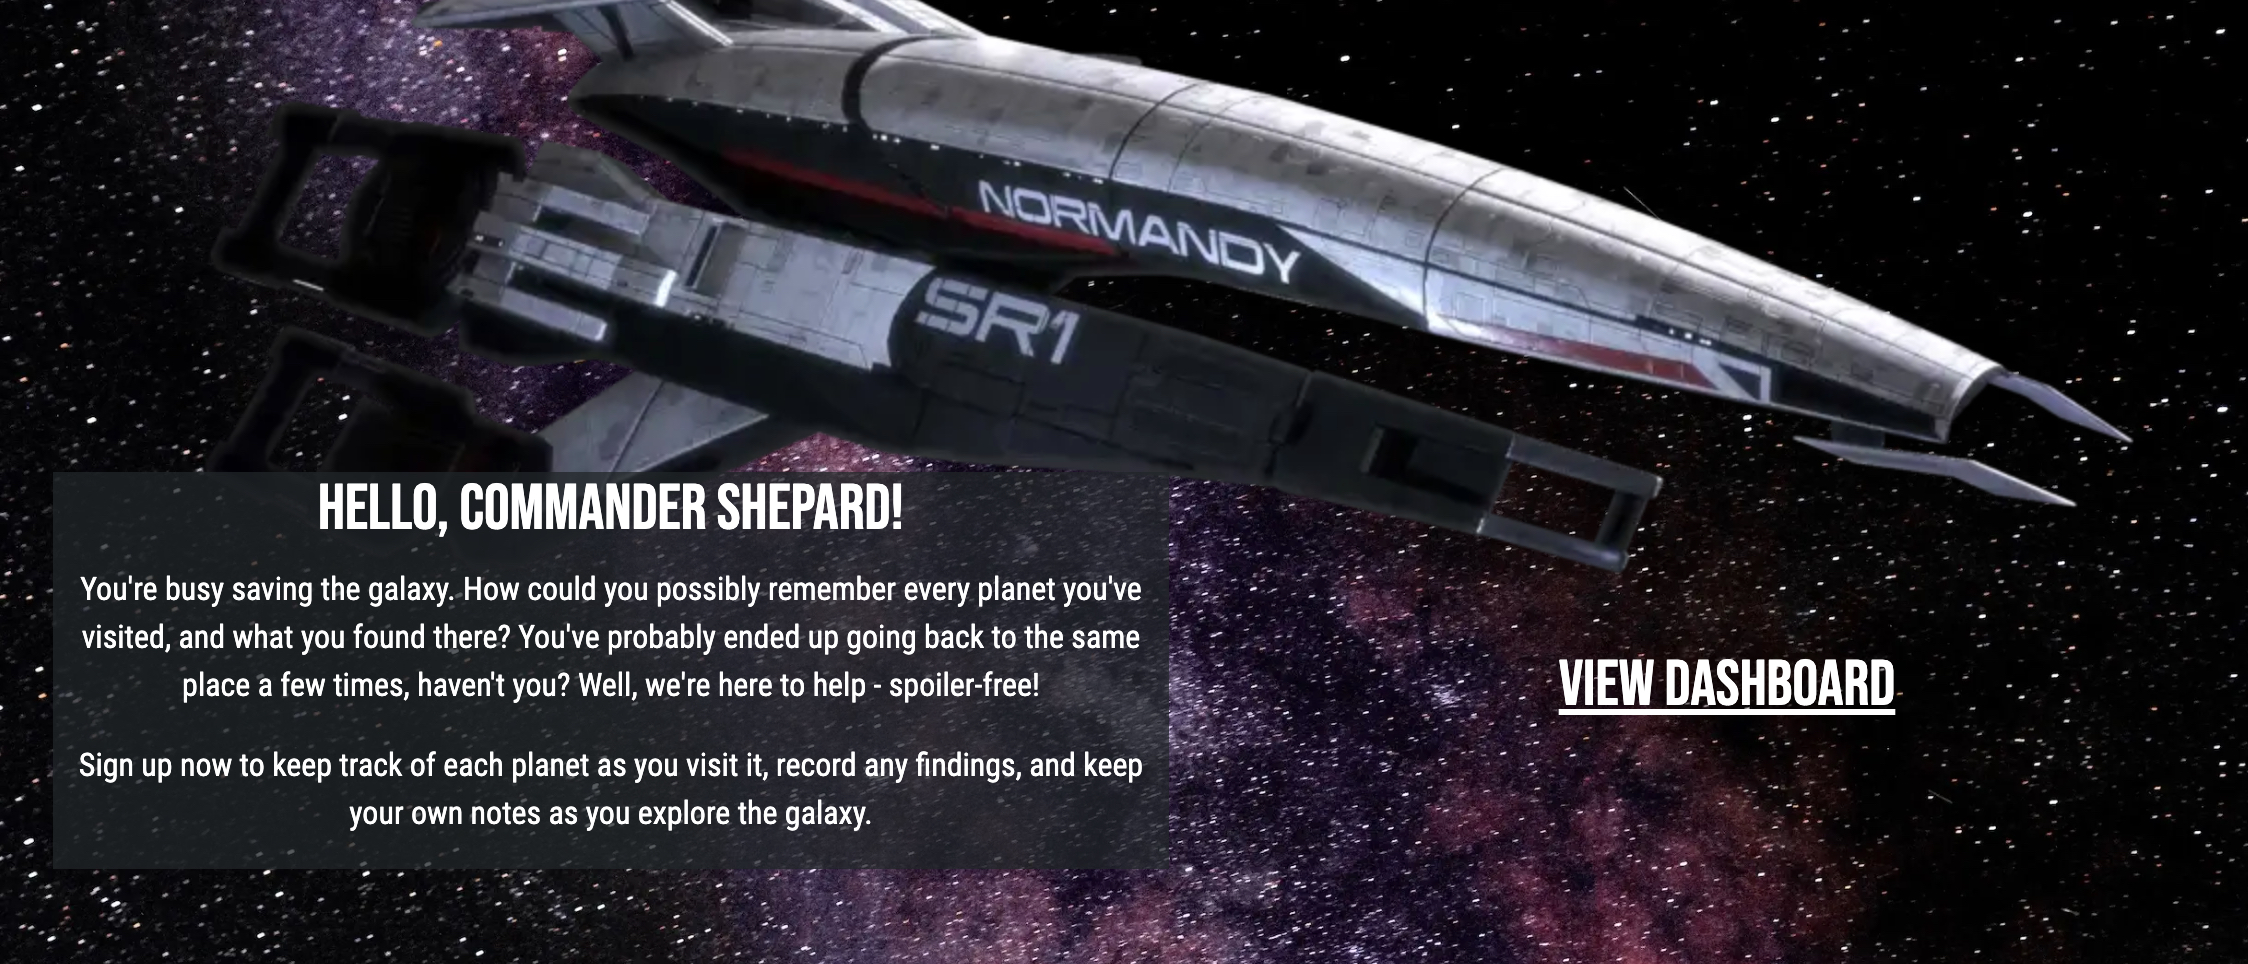 NORMANDY
SR1
HELLO, COMMANDER SHEPARD!
You're busy saving the galaxy. How could you possibly remember every planet you've
visited, and what you found there? You've probably ended up going back to the same
place a few times, haven't you? Well, we're here to help - spoiler-free!
Sign up now to keep track of each planet as you visit it, record any findings, and keep
your own notes as you explore the galaxy.
VIEW DASHBOARD